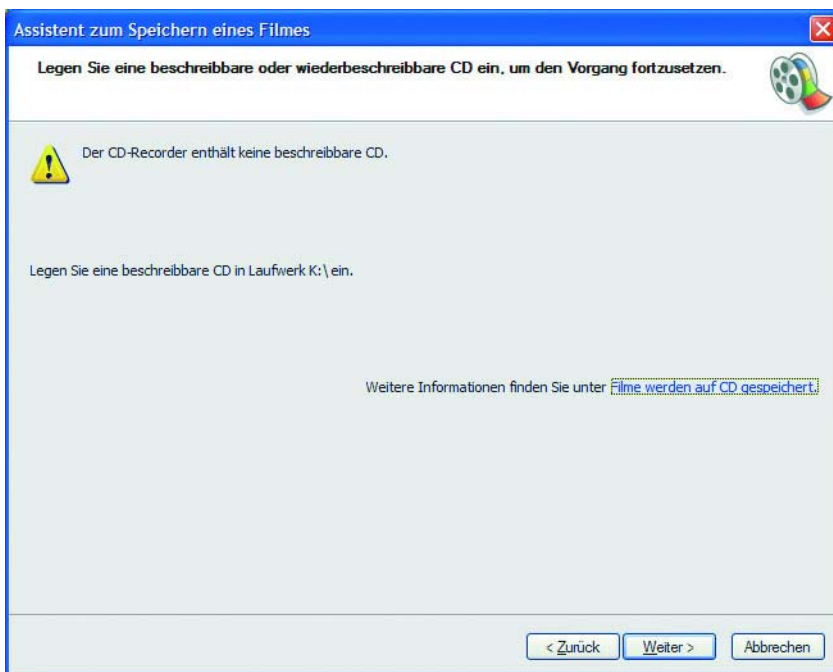 Assistent zum Speichern eines Filmes
Legen Sie eine beschreibbare oder wiederbeschreibbare CD ein, um den Vorgang fortzusetzen.
Der CD-Recorder enthält keine beschreibbare CD.
Legen Sie eine beschreibbare CD in Laufwerk K:\ ein.
Weitere Informationen finden Sie unter Filme werden auf CD gespeichert.
< Zurück Weiter > Abbrechen